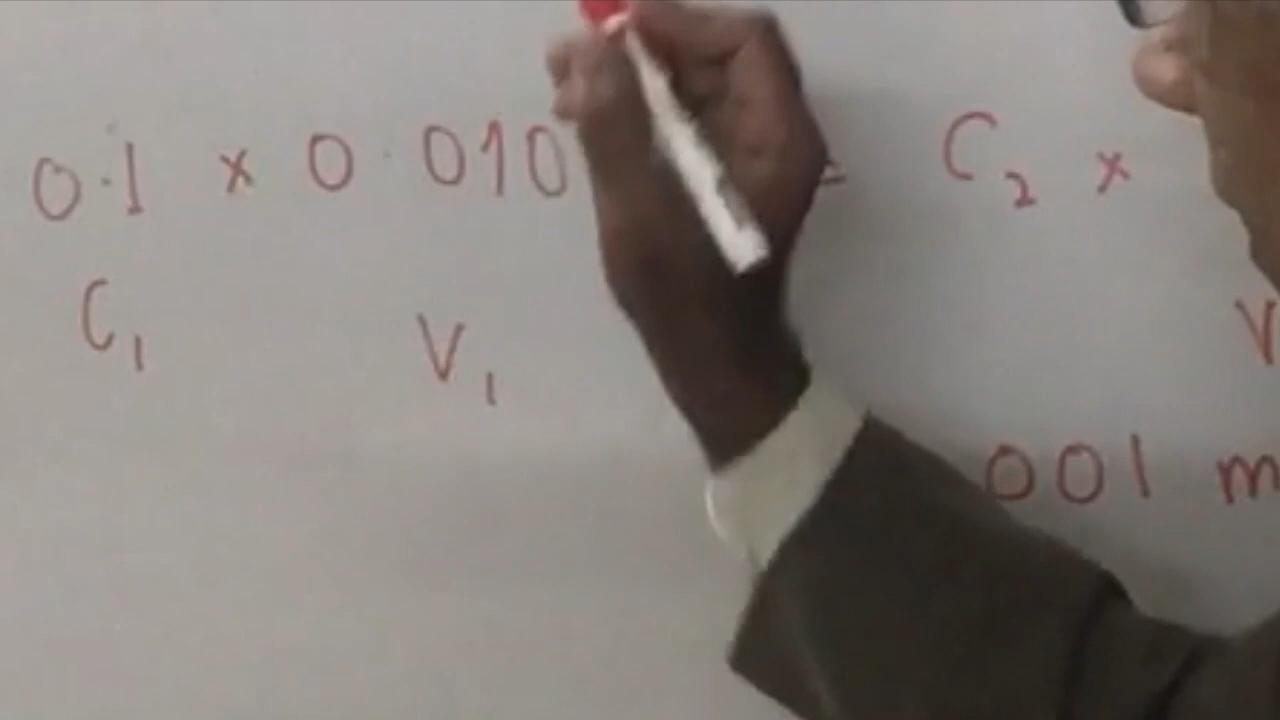 0.1 x 0.010 = C₂ x
C₁ V₁ V
001 m